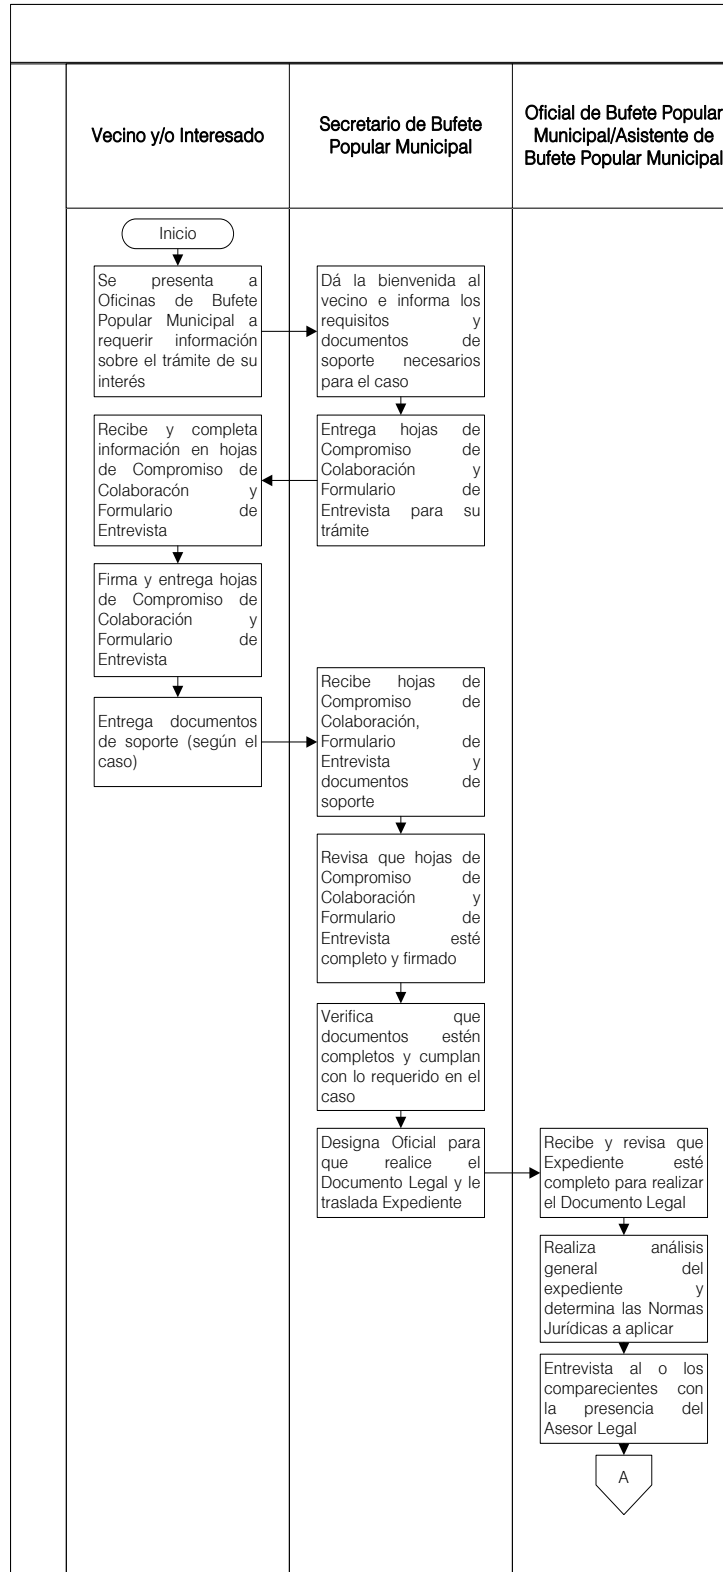 Vecino y/o Interesado
Secretario de Bufete
Popular Municipal
Oficial de Bufete Popular
Municipal/Asistente de
Bufete Popular Municipal
Inicio
Se presenta a
Oficinas de Bufete
Popular Municipal a
requerir información
sobre el trámite de su
interés
Dá la bienvenida al
vecino e informa los
requisitos y
documentos de
soporte necesarios
para el caso
Entrega hojas de
Compromiso de
Colaboración y
Formulario de
Entrevista para su
trámite
Recibe y completa
información en hojas
de Compromiso de
Colaboracón y
Formulario de
Entrevista
Firma y entrega hojas
de Compromiso de
Colaboración y
Formulario de
Entrevista
Entrega documentos
de soporte (según el
caso)
Recibe hojas de
Compromiso de
Colaboración,
Formulario de
Entrevista y
documentos de
soporte
Revisa que hojas de
Compromiso de
Colaboración y
Formulario de
Entrevista esté
completo y firmado
Verifica que
documentos estén
completos y cumplan
con lo requerido en el
caso
Designa Oficial para
que realice el
Documento Legal y le
traslada Expediente
Recibe y revisa que
Expediente esté
completo para realizar
el Documento Legal
Realiza análisis
general del
expediente y
determina las Normas
Jurídicas a aplicar
Entrevista al o los
comparecientes con
la presencia del
Asesor Legal
A